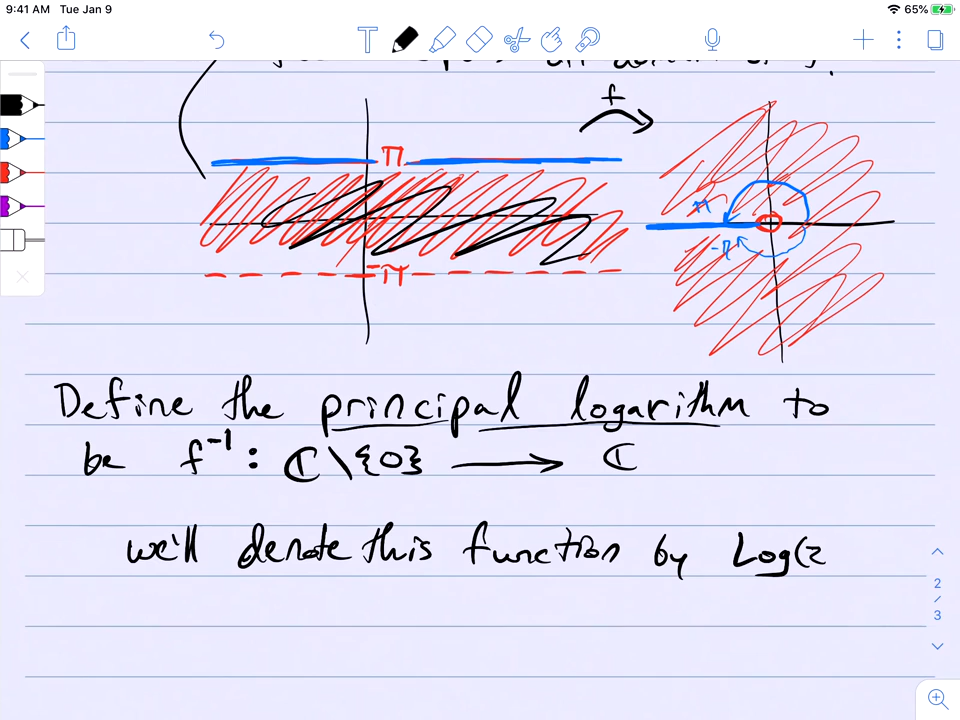 9:41 AM Tue Jan 9
65%
T
f
π
π
-π
-π
Define the principal logarithm to
be f⁻¹ : ℂ \ {0} ⟶ ℂ
we'll denote this function by Log(z
2
/
3